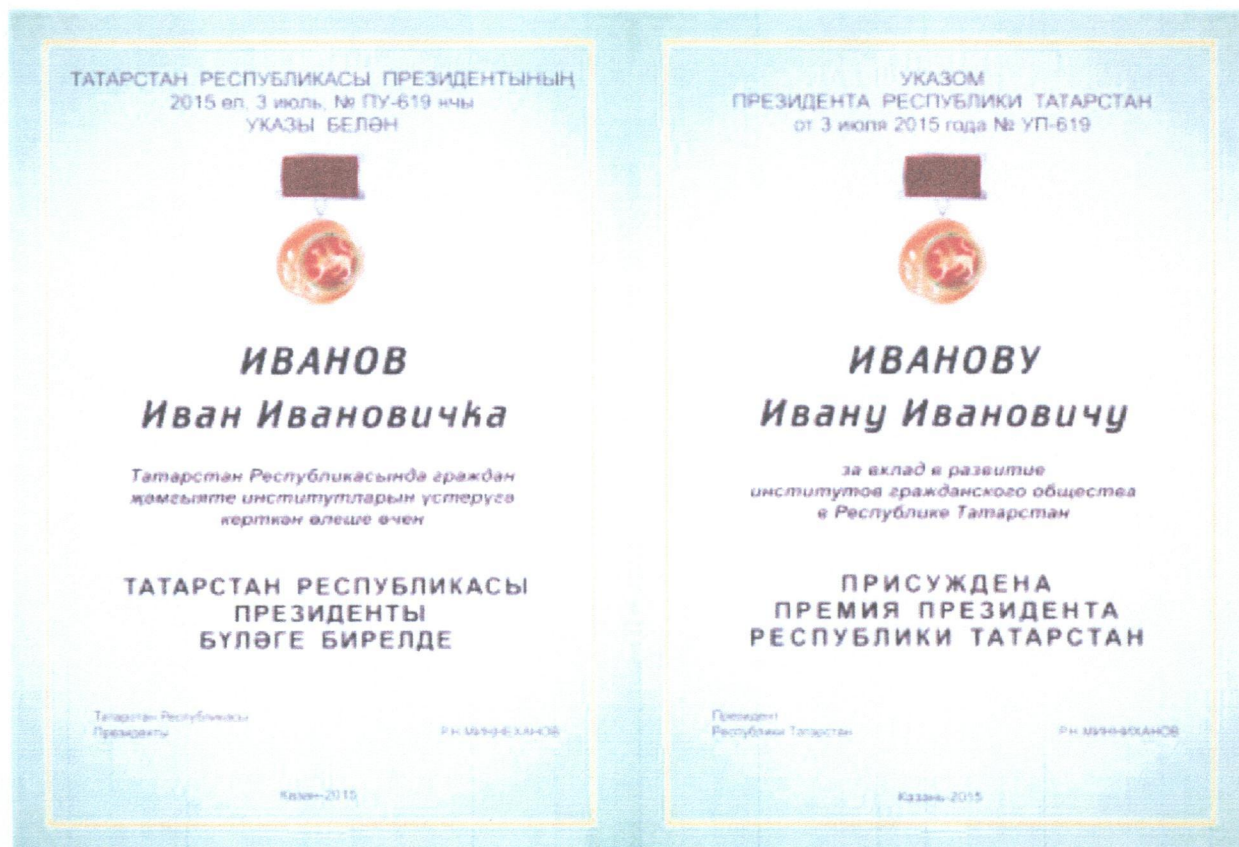 ТАТАРСТАН РЕСПУБЛИКАСЫ ПРЕЗИДЕНТЫНЫҢ
2015 ел, 3 июль, № ПУ-619 нчы
УКАЗЫ БЕЛӘН
ИВАНОВ
Иван Ивановичка
Татарстан Республикасында граждан
җәмгыяте институтларын үстерүгә
керткән өлеше өчен
ТАТАРСТАН РЕСПУБЛИКАСЫ
ПРЕЗИДЕНТЫ
БҮЛӘГЕ БИРЕЛДЕ
Татарстан Республикасы
Президенты
Р.Н.МИННЕХАНОВ
Казан-2015
УКАЗОМ
ПРЕЗИДЕНТА РЕСПУБЛИКИ ТАТАРСТАН
от 3 июля 2015 года № УП-619
ИВАНОВУ
Ивану Ивановичу
за вклад в развитие
институтов гражданского общества
в Республике Татарстан
ПРИСУЖДЕНА
ПРЕМИЯ ПРЕЗИДЕНТА
РЕСПУБЛИКИ ТАТАРСТАН
Президент
Республики Татарстан
Р.Н.МИННИХАНОВ
Казань-2015